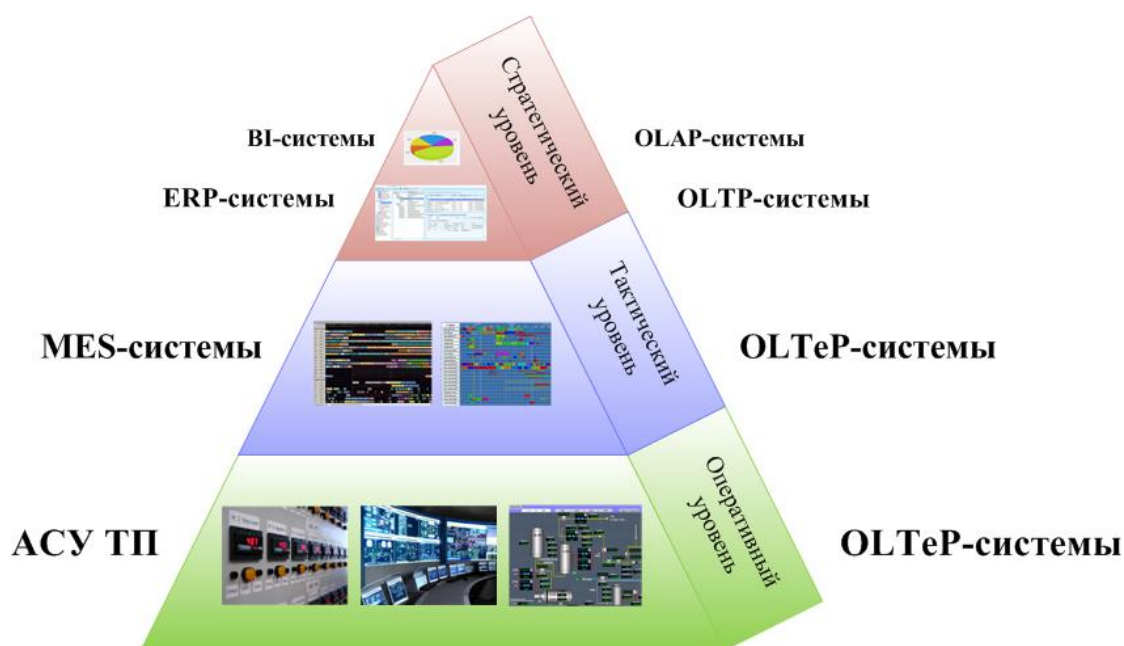 Стратегический
уровень
BI-системы
OLAP-системы
ERP-системы
OLTP-системы
Тактический
уровень
MES-системы
OLTeP-системы
Оперативный
уровень
АСУ ТП
OLTeP-системы